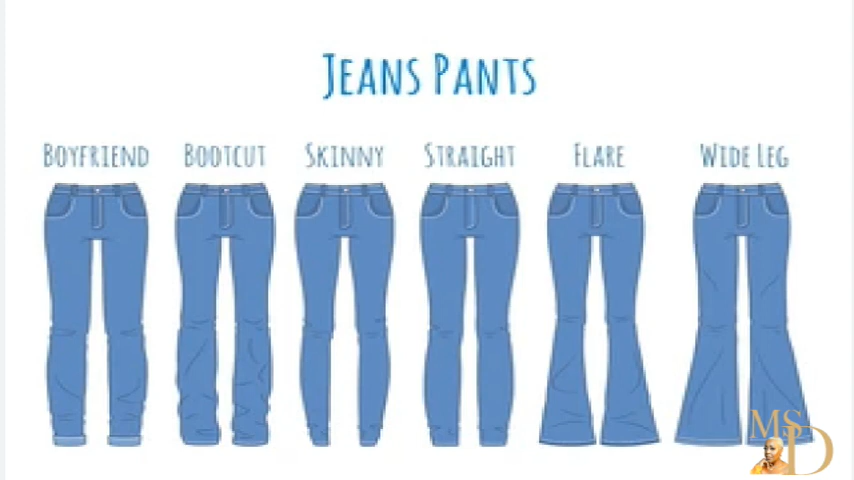 JEANS PANTS
BOYFRIEND BOOTCUT SKINNY STRAIGHT FLARE WIDE LEG
MS
D